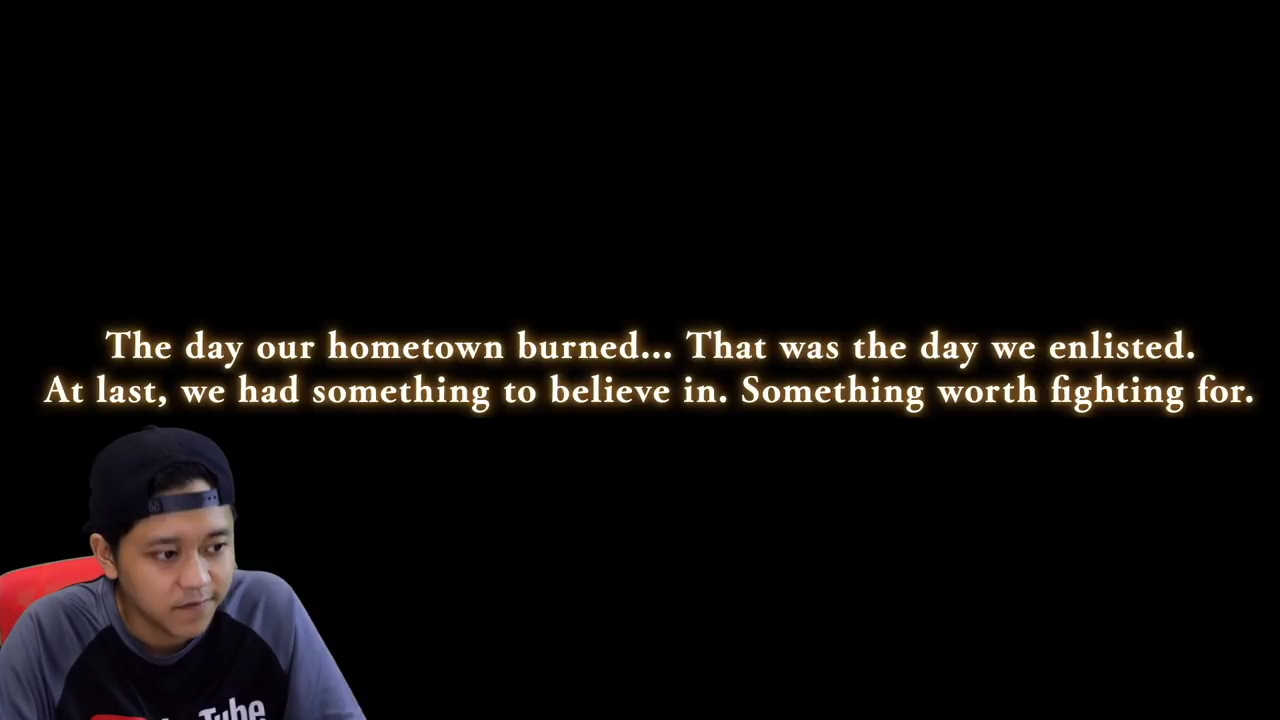 The day our hometown burned... That was the day we enlisted.
At last, we had something to believe in. Something worth fighting for.